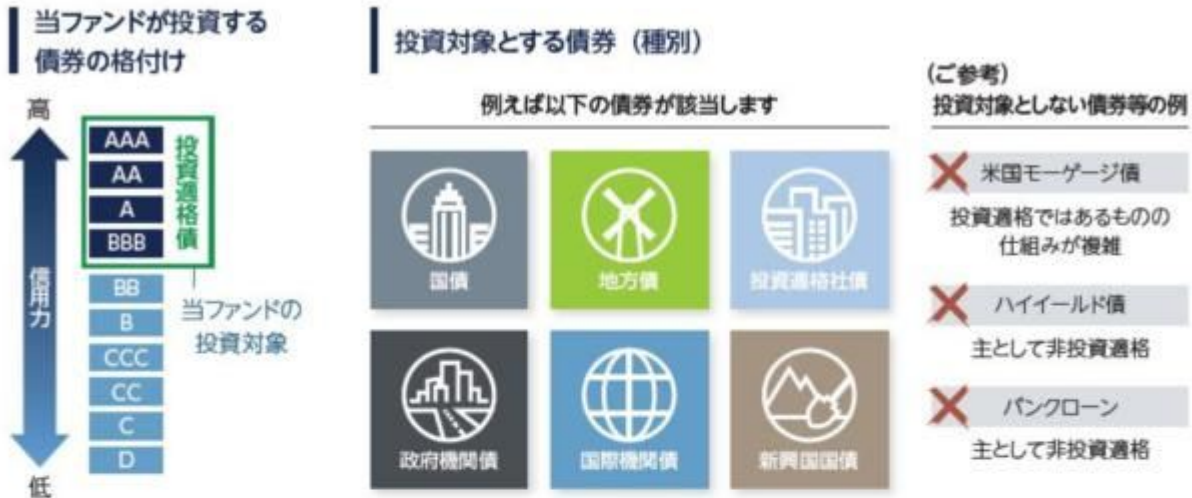 当ファンドが投資する
債券の格付け
高
信用力
低
AAA
AA
A
BBB
投資適格債
BB
B
CCC
CC
C
D
当ファンドの
投資対象
投資対象とする債券（種別）
例えば以下の債券が該当します
国債
地方債
投資適格社債
政府機関債
国際機関債
新興国国債
（ご参考）
投資対象としない債券等の例
米国モーゲージ債
投資適格ではあるものの
仕組みが複雑
ハイイールド債
主として非投資適格
バンクローン
主として非投資適格